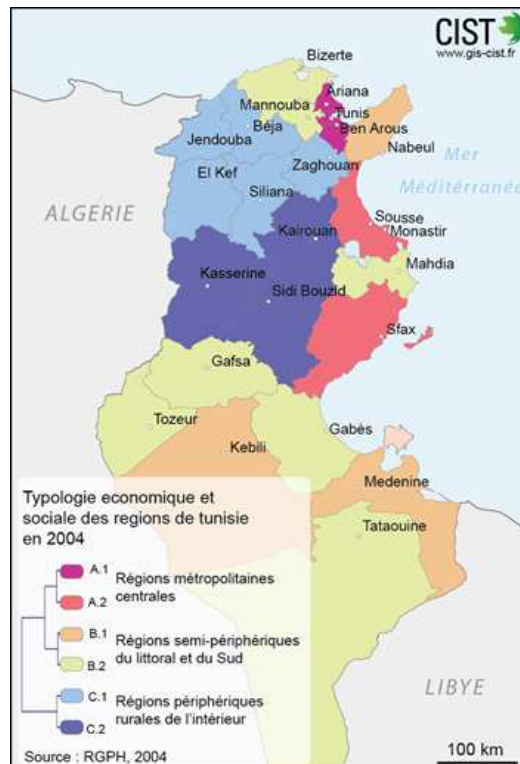 CIST
www.gis-cist.fr
Bizerte
Ariana
Mannouba
Tunis
Béja
Ben Arous
Jendouba
Nabeul
Zaghouan
Mer
El Kef
Méditérranée
Siliana
ALGÉRIE
Sousse
Kairouan
Monastir
Mahdia
Kasserine
Sidi Bouzid
Sfax
Gafsa
Tozeur
Gabès
Kebili
Medenine
Tataouine
Typologie economique et
sociale des regions de tunisie
en 2004
A.1
Régions métropolitaines
centrales
A.2
B.1
Régions semi-périphériques
du littoral et du Sud
B.2
C.1
Régions périphériques
rurales de l'intérieur
C.2
LIBYE
Source : RGPH, 2004
100 km